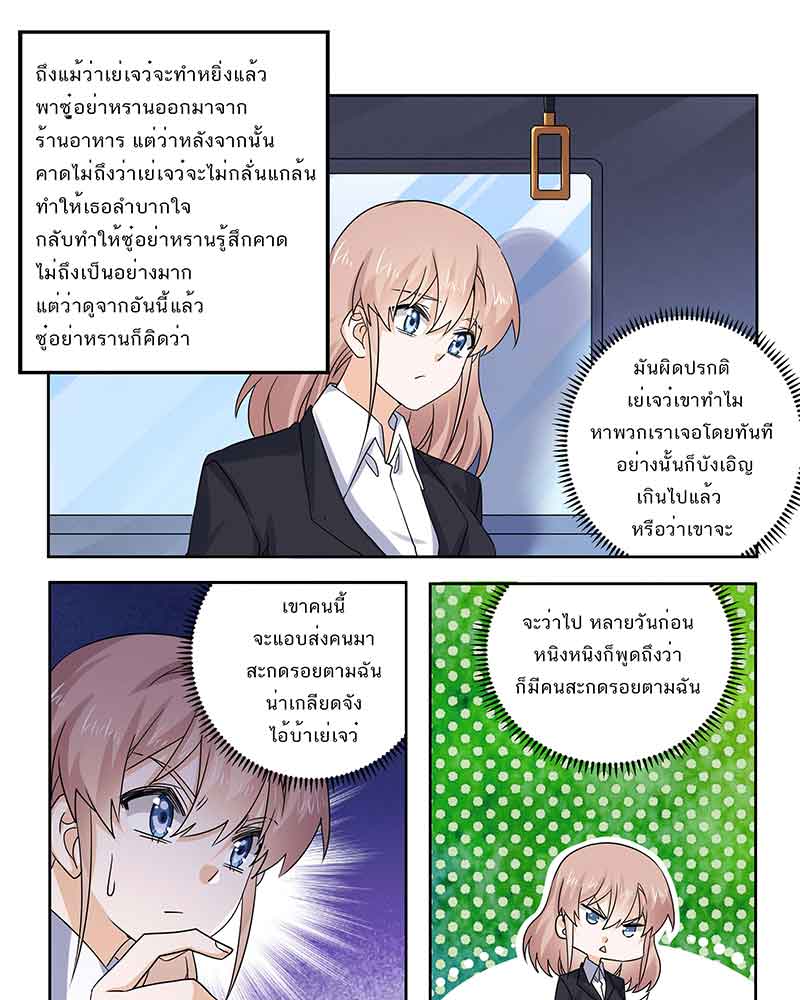 ถึงแม้ว่าเย่เจว๋จะทำหยิ่งแล้ว
พาซู๋อย่าหรานออกมาจาก
ร้านอาหาร แต่ว่าหลังจากนั้น
คาดไม่ถึงว่าเย่เจว๋จะไม่กลั่นแกล้น
ทำให้เธอลำบากใจ
กลับทำให้ซู๋อย่าหรานรู้สึกคาด
ไม่ถึงเป็นอย่างมาก
แต่ว่าดูจากอันนี้แล้ว
ซู๋อย่าหรานก็คิดว่า
มันผิดปรกติ
เย่เจว๋เขาทำไม
หาพวกเราเจอโดยทันที
อย่างนั้นก็บังเอิญ
เกินไปแล้ว
หรือว่าเขาจะ
เขาคนนี้
จะแอบส่งคนมา
สะกดรอยตามฉัน
น่าเกลียดจัง
ไอ้บ้าเย่เจว๋
จะว่าไป หลายวันก่อน
หนิงหนิงก็พูดถึงว่า
ก็มีคนสะกดรอยตามฉัน